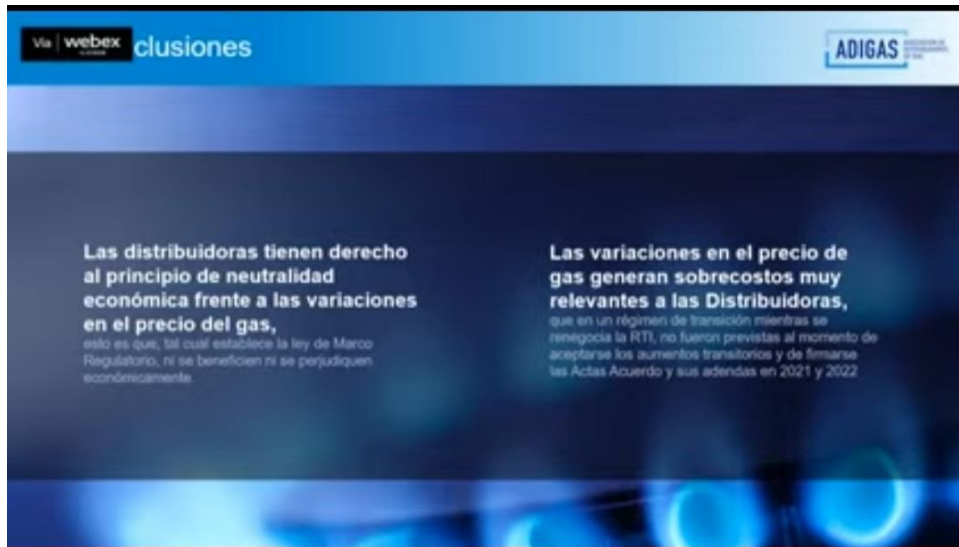 Via webex
clusiones
ADIGAS
Las distribuidoras tienen derecho
al principio de neutralidad
económica frente a las variaciones
en el precio del gas,
esto es que, tal cual establece la ley de Marco
Regulatorio, ni se beneficien ni se perjudiquen
económicamente.
Las variaciones en el precio de
gas generan sobrecostos muy
relevantes a las Distribuidoras,
que en un régimen de transición mientras se
renegocia la RTI, no fueron previstas al momento de
aceptarse los aumentos transitorios y de firmarse
las Actas Acuerdo y sus adendas en 2021 y 2022